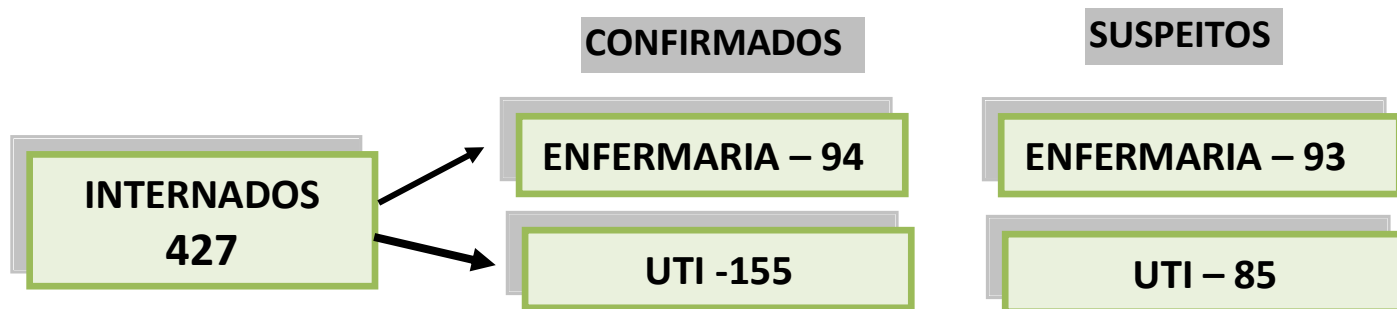 CONFIRMADOS
SUSPEITOS
INTERNADOS
427
ENFERMARIA – 94
ENFERMARIA – 93
UTI -155
UTI – 85